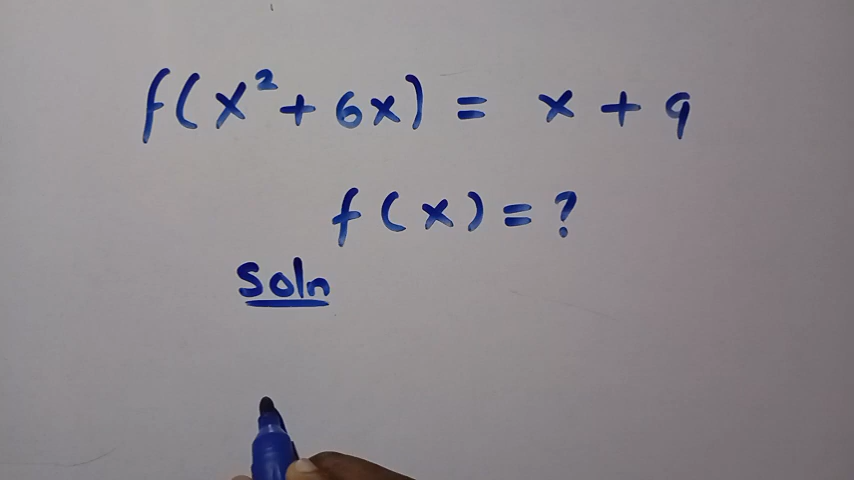 f(x² + 6x) = x + 9
f(x) = ?
Soln